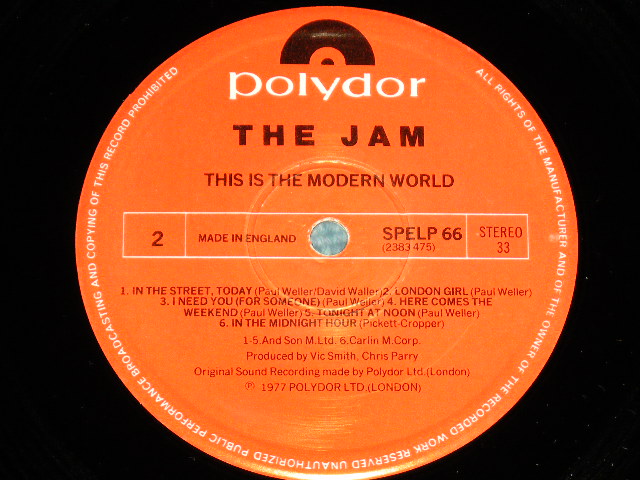 polydor
THE JAM
THIS IS THE MODERN WORLD
2
MADE IN ENGLAND
SPELP 66
(2383 475)
STEREO
33
1. IN THE STREET, TODAY (Paul Weller/David Waller) 2. LONDON GIRL (Paul Weller)
3. I NEED YOU (FOR SOMEONE) (Paul Weller) 4. HERE COMES THE
WEEKEND (Paul Weller) 5. TONIGHT AT NOON (Paul Weller)
6. IN THE MIDNIGHT HOUR (Pickett-Cropper)
1-5.And Son M.Ltd. 6.Carlin M.Corp.
Produced by Vic Smith, Chris Parry
Original Sound Recording made by Polydor Ltd.(London)
℗ 1977 POLYDOR LTD.(LONDON)
ALL RIGHTS OF THE MANUFACTURER AND OF THE OWNER OF THE RECORDED WORK RESERVED UNAUTHORIZED PUBLIC PERFORMANCE BROADCASTING AND COPYING OF THIS RECORD PROHIBITED